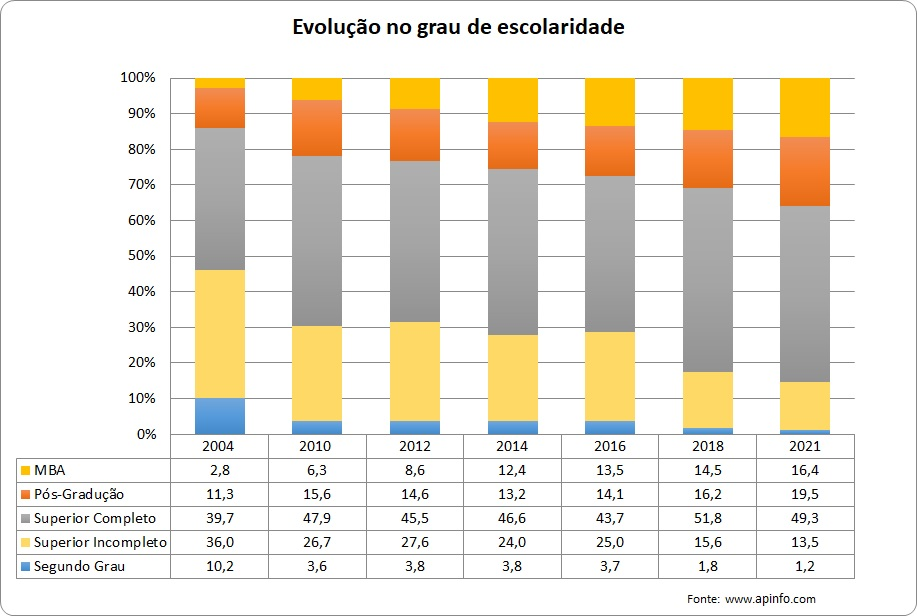 Evolução no grau de escolaridade
100%
90%
80%
70%
60%
50%
40%
30%
20%
10%
0%
2004 2010 2012 2014 2016 2018 2021
MBA 2,8 6,3 8,6 12,4 13,5 14,5 16,4
Pós-Gradução 11,3 15,6 14,6 13,2 14,1 16,2 19,5
Superior Completo 39,7 47,9 45,5 46,6 43,7 51,8 49,3
Superior Incompleto 36,0 26,7 27,6 24,0 25,0 15,6 13,5
Segundo Grau 10,2 3,6 3,8 3,8 3,7 1,8 1,2
Fonte: www.apinfo.com